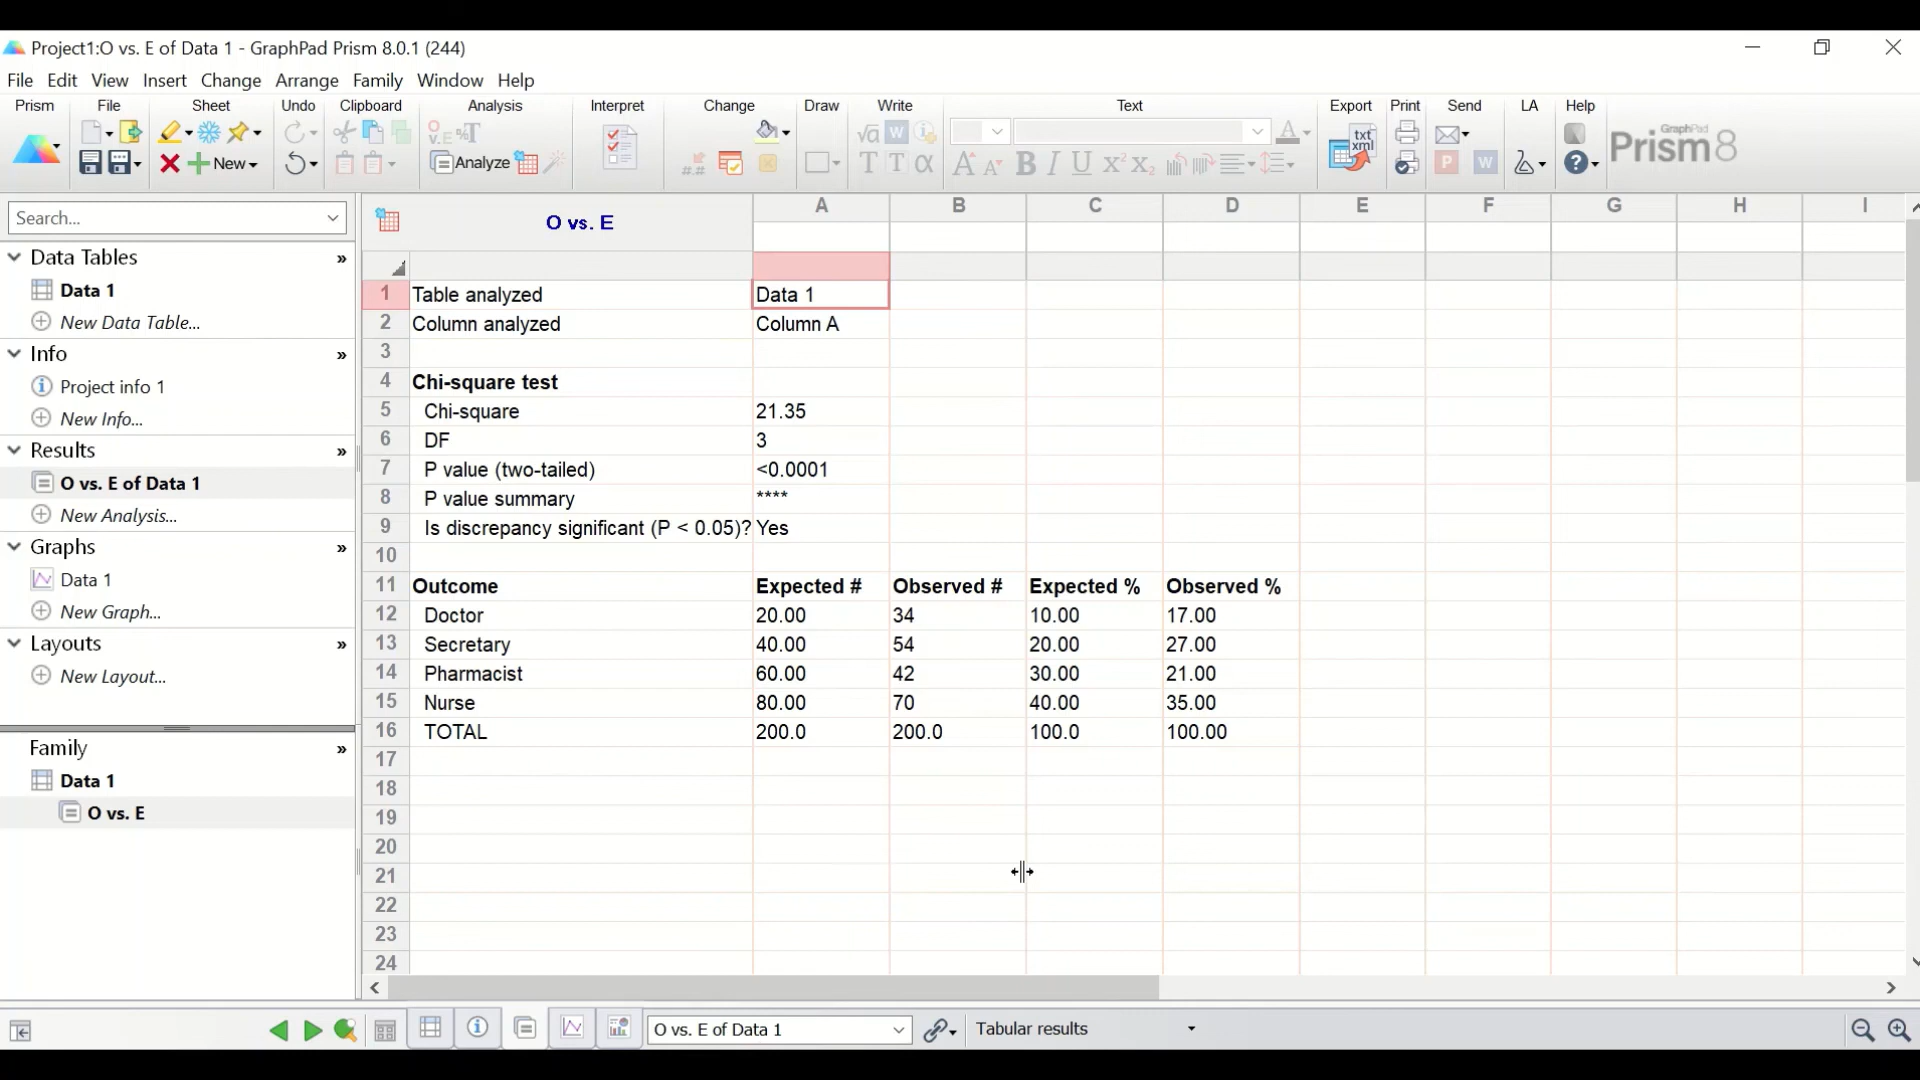 Project1:O vs. E of Data 1 - GraphPad Prism 8.0.1 (244)
File Edit View Insert Change Arrange Family Window Help
Prism File Sheet Undo Clipboard Analysis Interpret Change Draw Write Text Export Print Send LA Help
New
Analyze
txt
xml
GraphPad
Prism 8
Search...
Data Tables
Data 1
New Data Table...
Info
Project info 1
New Info...
Results
O vs. E of Data 1
New Analysis...
Graphs
Data 1
New Graph...
Layouts
New Layout...
Family
Data 1
O vs. E
O vs. E A B C D E F G H I
1 Table analyzed Data 1
2 Column analyzed Column A
3
4 Chi-square test
5 Chi-square 21.35
6 DF 3
7 P value (two-tailed) <0.0001
8 P value summary ****
9 Is discrepancy significant (P < 0.05)? Yes
10
11 Outcome Expected # Observed # Expected % Observed %
12 Doctor 20.00 34 10.00 17.00
13 Secretary 40.00 54 20.00 27.00
14 Pharmacist 60.00 42 30.00 21.00
15 Nurse 80.00 70 40.00 35.00
16 TOTAL 200.0 200.0 100.0 100.00
17
18
19
20
21
22
23
24
O vs. E of Data 1 Tabular results